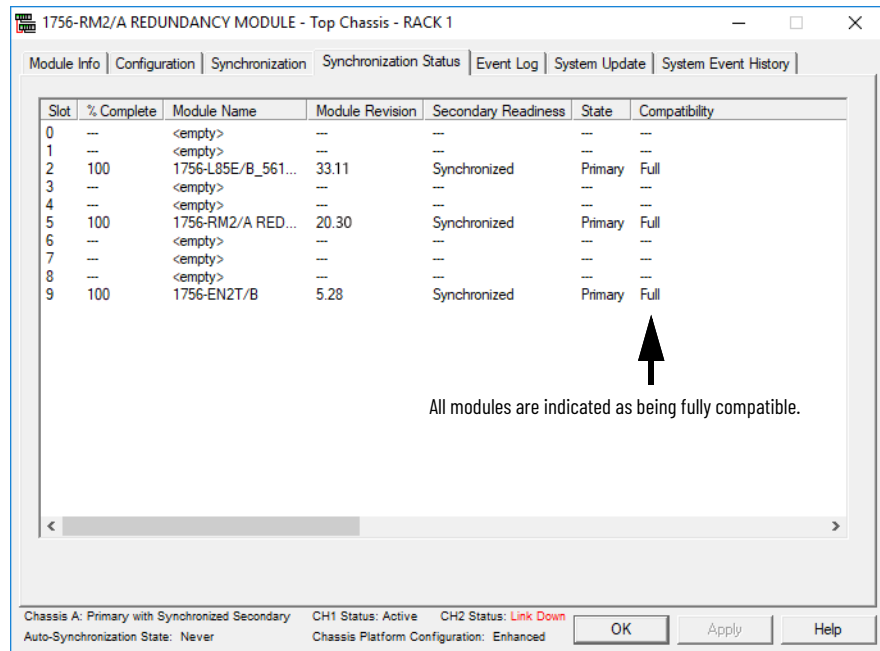 1756-RM2/A REDUNDANCY MODULE - Top Chassis - RACK 1
Module Info Configuration Synchronization Synchronization Status Event Log System Update System Event History
Slot % Complete Module Name Module Revision Secondary Readiness State Compatibility
0 --- <empty> --- --- --- ---
1 --- <empty> --- --- --- ---
2 100 1756-L85E/B_561... 33.11 Synchronized Primary Full
3 --- <empty> --- --- --- ---
4 --- <empty> --- --- --- ---
5 100 1756-RM2/A RED... 20.30 Synchronized Primary Full
6 --- <empty> --- --- --- ---
7 --- <empty> --- --- --- ---
8 --- <empty> --- --- --- ---
9 100 1756-EN2T/B 5.28 Synchronized Primary Full
All modules are indicated as being fully compatible.
Chassis A: Primary with Synchronized Secondary CH1 Status: Active CH2 Status: Link Down
Auto-Synchronization State: Never Chassis Platform Configuration: Enhanced
OK Apply Help